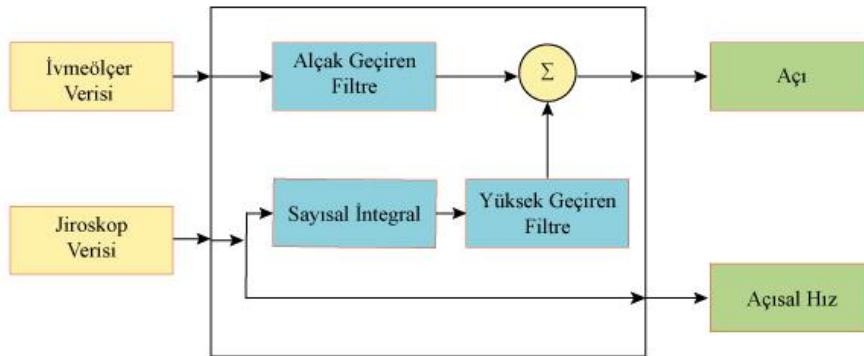 İvmeölçer
Verisi
Alçak Geçiren
Filtre
Σ
Açı
Jiroskop
Verisi
Sayısal İntegral
Yüksek Geçiren
Filtre
Açısal Hız